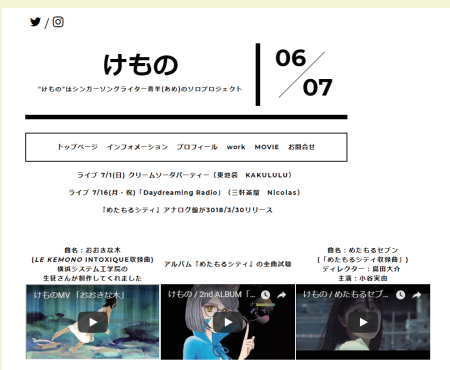 /
けもの
"けもの"はシンガーソングライター青羊(あめ)のソロプロジェクト
06
07
トップページ インフォメーション プロフィール work MOVIE お問合せ
ライブ 7/1(日) クリームソーダパーティー（東池袋 KAKULULU）
ライブ 7/16(月・祝)「Daydreaming Radio」（三軒茶屋 Nicolas）
『めたもるシティ』アナログ盤が3018/3/30リリース
曲名：おおきな木
(LE KEMONO INTOXIQUE収録曲)
横浜システム工学院の
生徒さんが制作してくれました
アルバム『めたもるシティ』の全曲試聴
曲名：めたもるセブン
(「めたもるシティ収録曲」)
ディレクター：島田大介
主演：小谷実由
けものMV「おおきな木」
けもの / 2nd ALBUM「...
けもの / めたもるセブ...